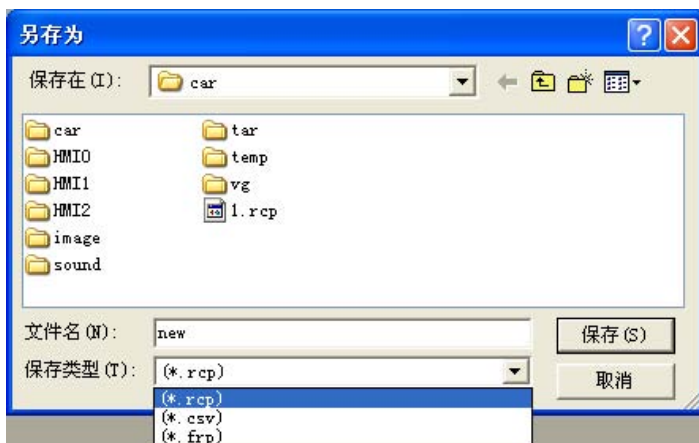 另存为
保存在(I): car
car
HMI0
HMI1
HMI2
image
sound
tar
temp
vg
1.rcp
文件名(N): new
保存(S)
保存类型(T): (*.rcp)
取消
(*.rcp)
(*.csv)
(*.frp)